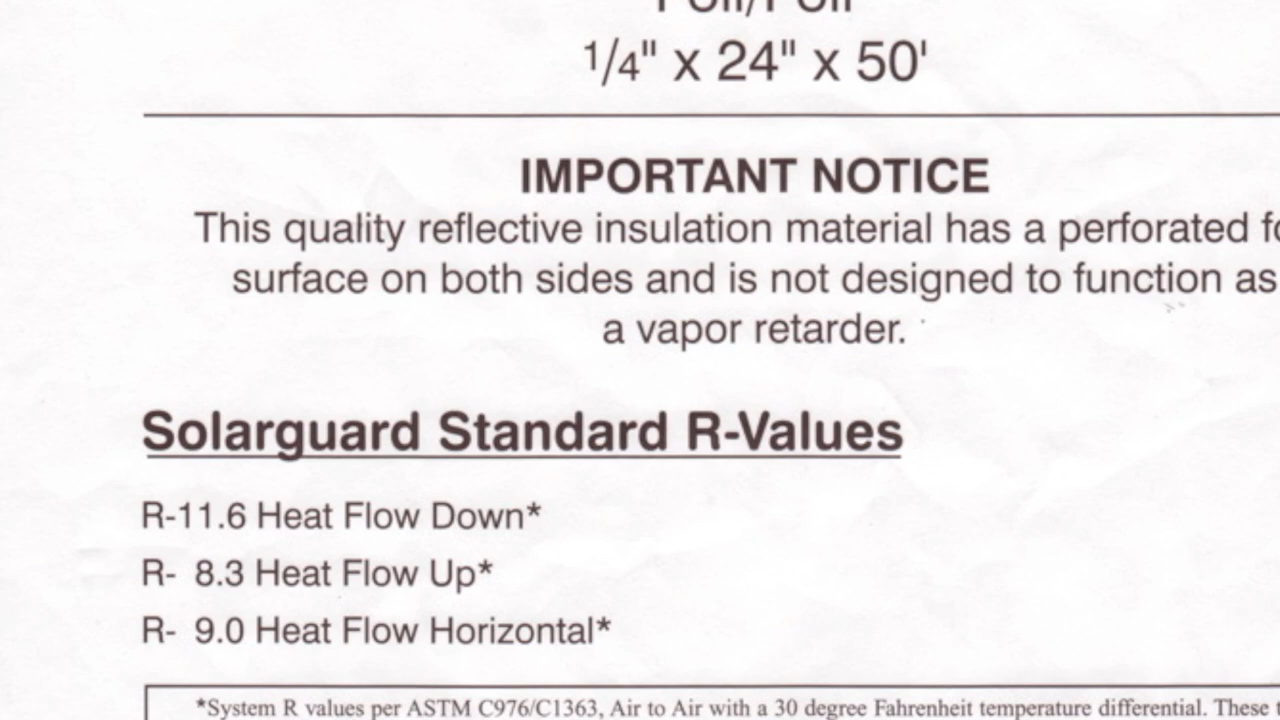 1/4" x 24" x 50'
IMPORTANT NOTICE
This quality reflective insulation material has a perforated
surface on both sides and is not designed to function as
a vapor retarder.
Solarguard Standard R-Values
R-11.6 Heat Flow Down*
R- 8.3 Heat Flow Up*
R- 9.0 Heat Flow Horizontal*
*System R values per ASTM C976/C1363, Air to Air with a 30 degree Fahrenheit temperature differential. These